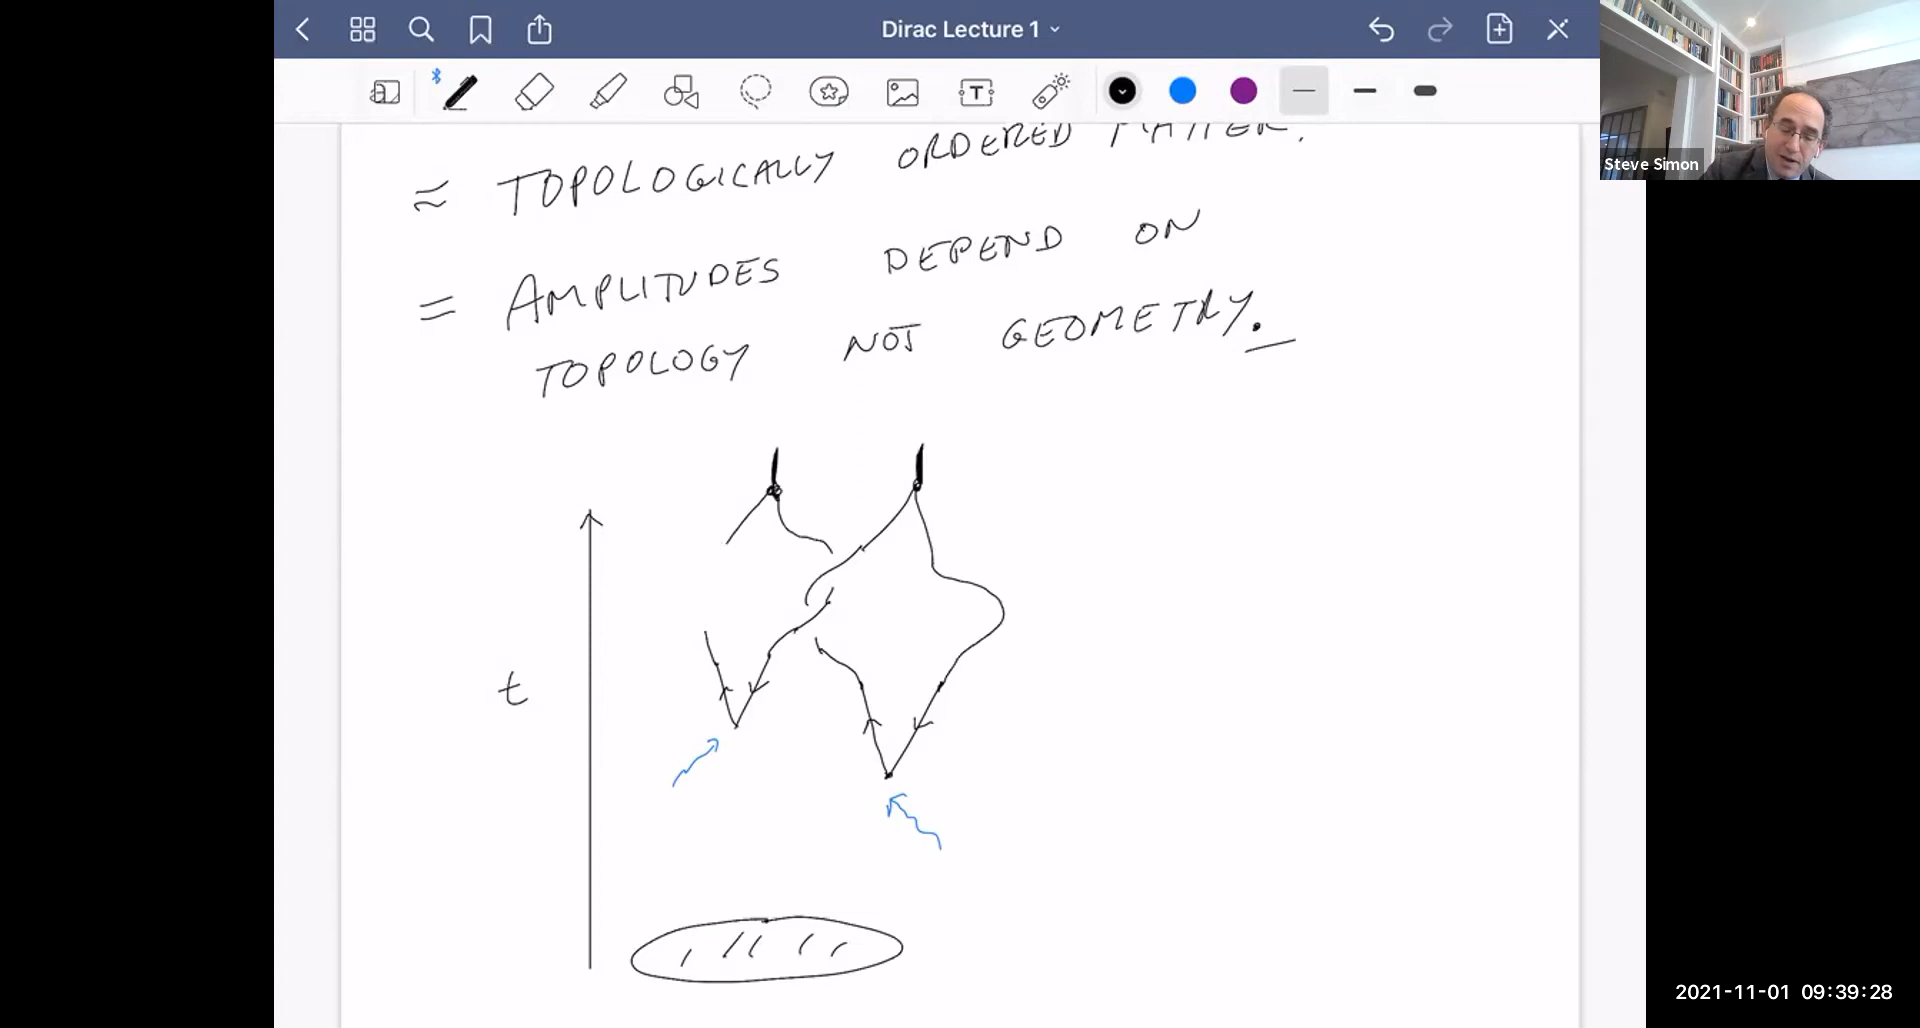 Dirac Lecture 1
T
Steve Simon
≈ TOPOLOGICALLY ORDERED MATTER.
= AMPLITUDES DEPEND ON
TOPOLOGY NOT GEOMETRY.
t
2021-11-01 09:39:28